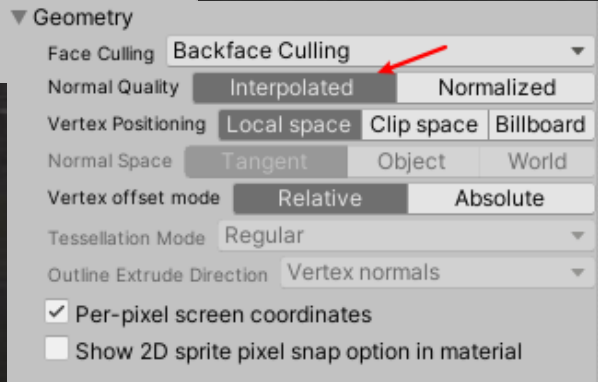 Geometry
Face Culling Backface Culling
Normal Quality Interpolated Normalized
Vertex Positioning Local space Clip space Billboard
Normal Space Tangent Object World
Vertex offset mode Relative Absolute
Tessellation Mode Regular
Outline Extrude Direction Vertex normals
Per-pixel screen coordinates
Show 2D sprite pixel snap option in material